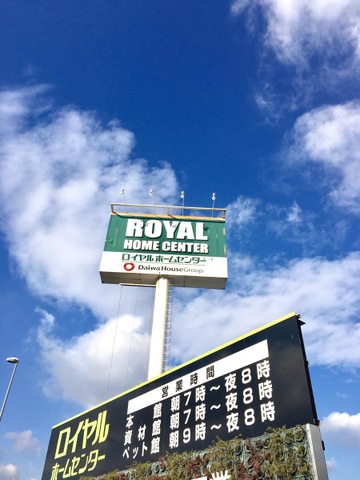 ROYAL
HOME CENTER
ロイヤルホームセンター
Daiwa House Group
営業時間
本館 朝7時～夜8時
資材館 朝7時～夜8時
ペット館 朝9時～夜8時
ロイヤル
ホームセンター